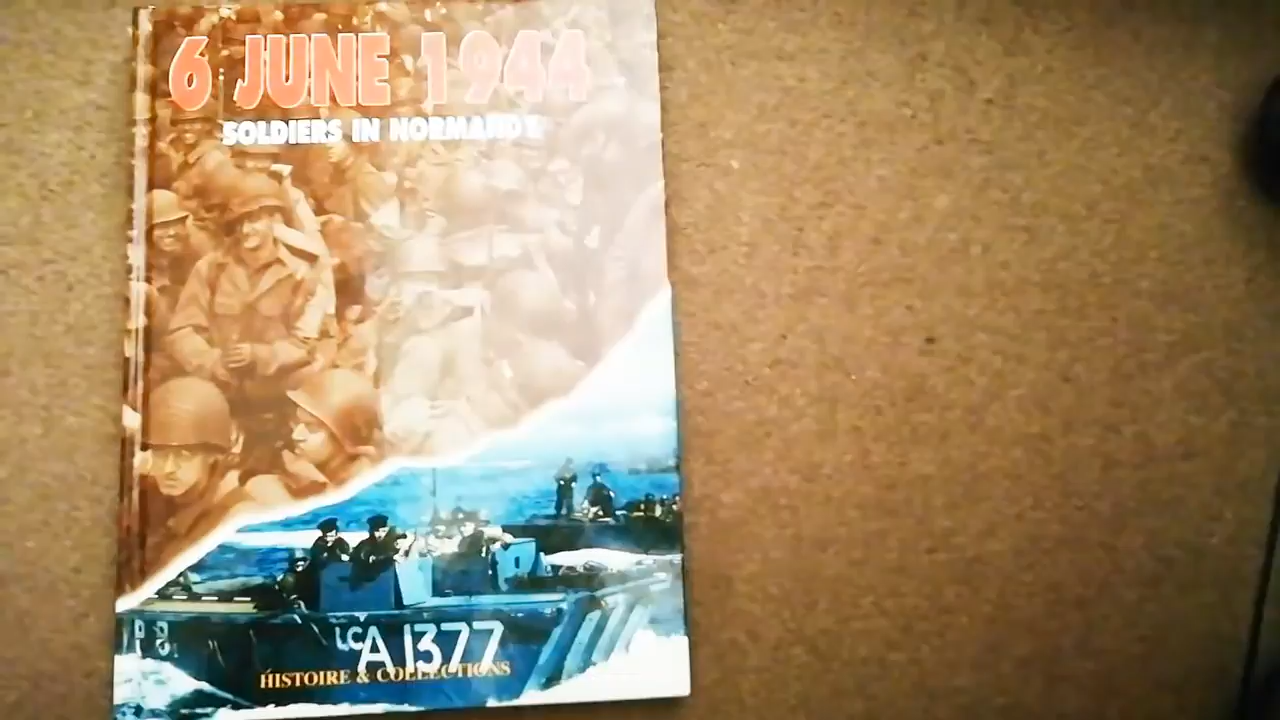 6 JUNE 1944
SOLDIERS IN NORMANDY
LCA 1377
HISTOIRE & COLLECTIONS